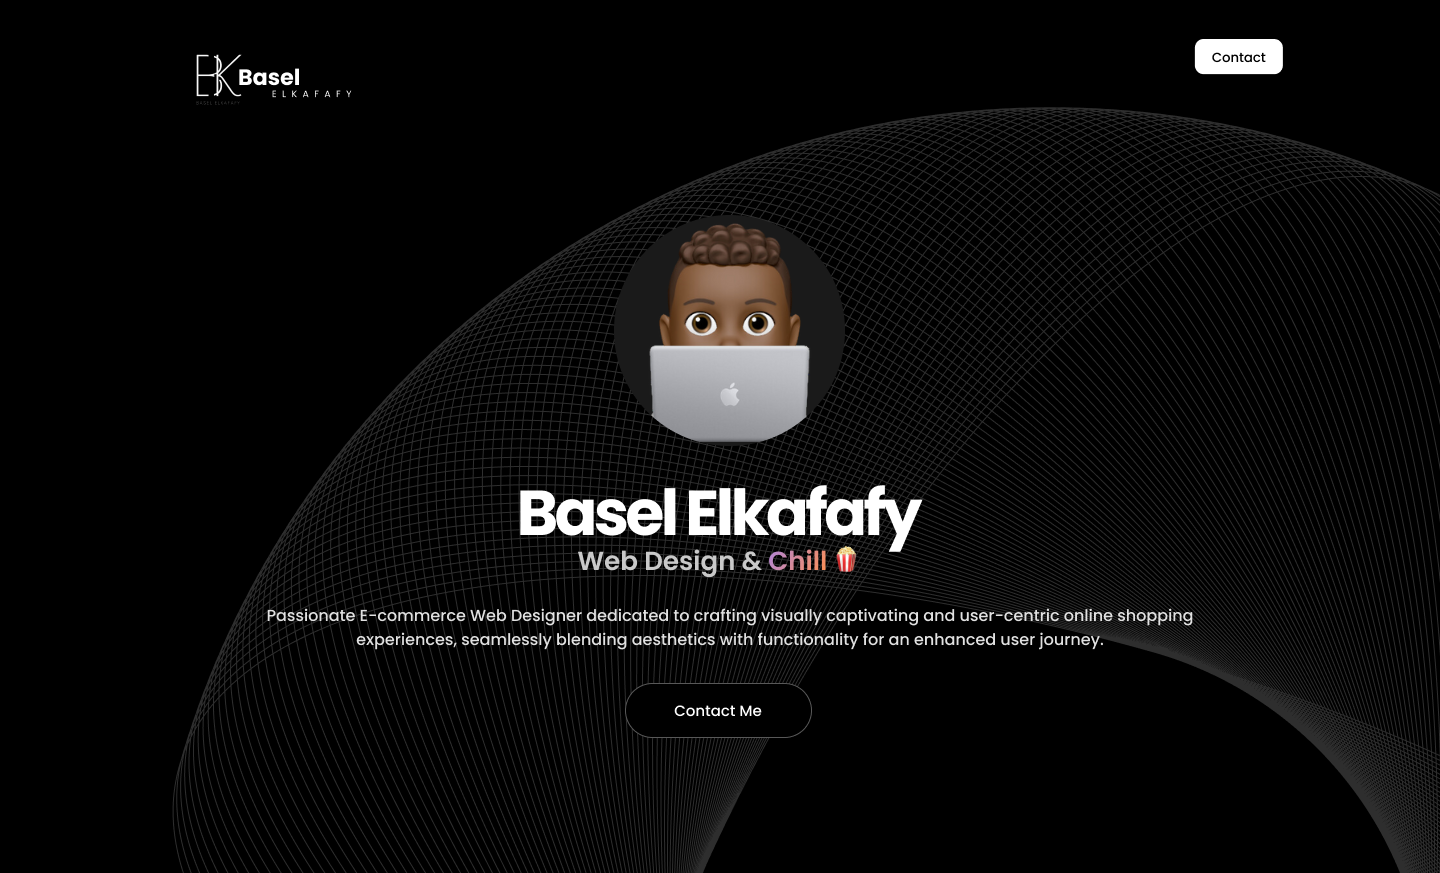 EK Basel
ELKAFAFY
BASEL ELKAFAFY
Contact
Basel Elkafafy
Web Design & Chill 🍿
Passionate E-commerce Web Designer dedicated to crafting visually captivating and user-centric online shopping
experiences, seamlessly blending aesthetics with functionality for an enhanced user journey.
Contact Me